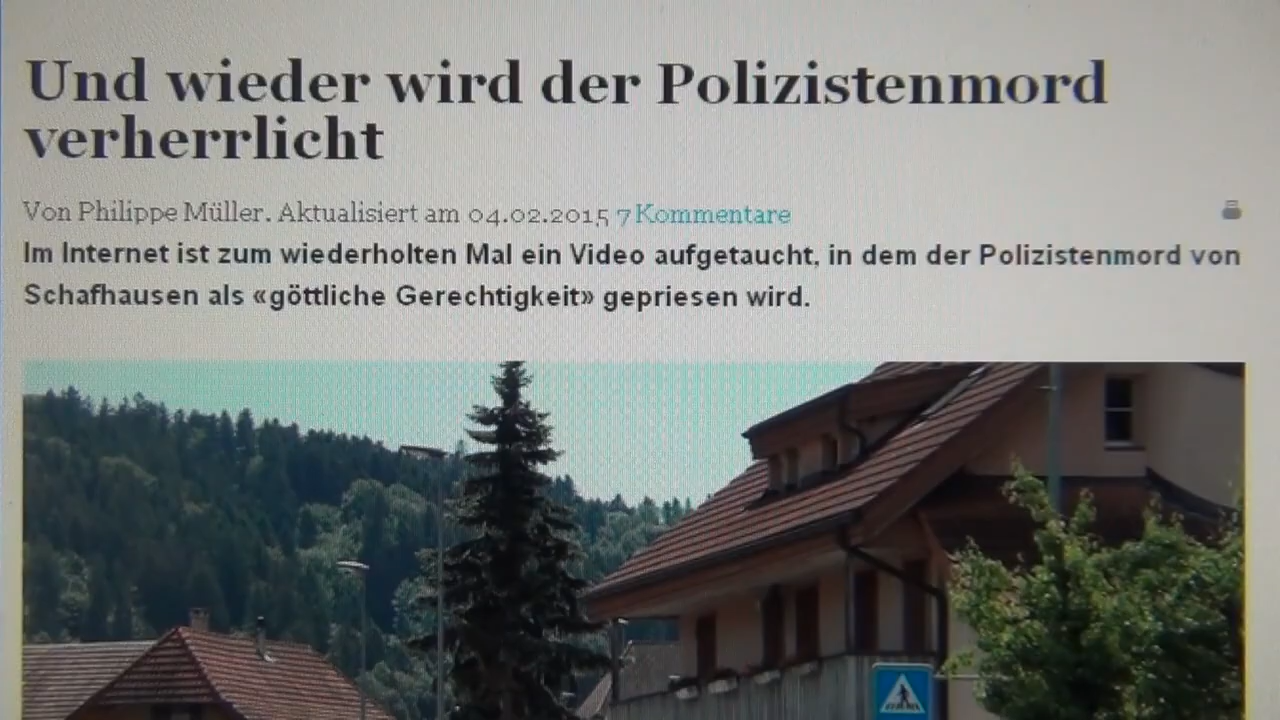 Und wieder wird der Polizistenmord
verherrlicht
Von Philippe Müller. Aktualisiert am 04.02.2015 7 Kommentare
Im Internet ist zum wiederholten Mal ein Video aufgetaucht, in dem der Polizistenmord von
Schafhausen als «göttliche Gerechtigkeit» gepriesen wird.